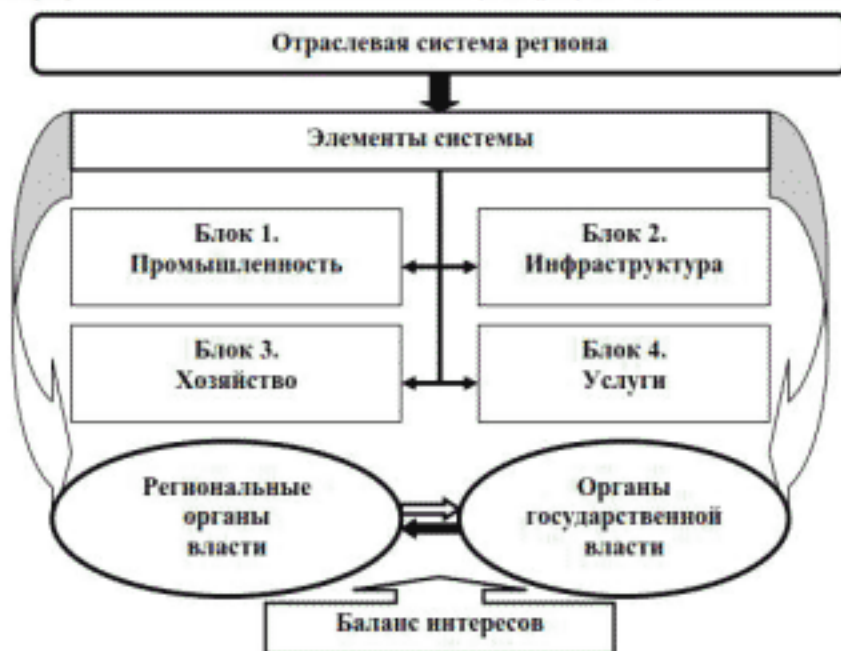 Отраслевая система региона
Элементы системы
Блок 1.
Промышленность
Блок 2.
Инфраструктура
Блок 3.
Хозяйство
Блок 4.
Услуги
Региональные
органы
власти
Органы
государственной
власти
Баланс интересов